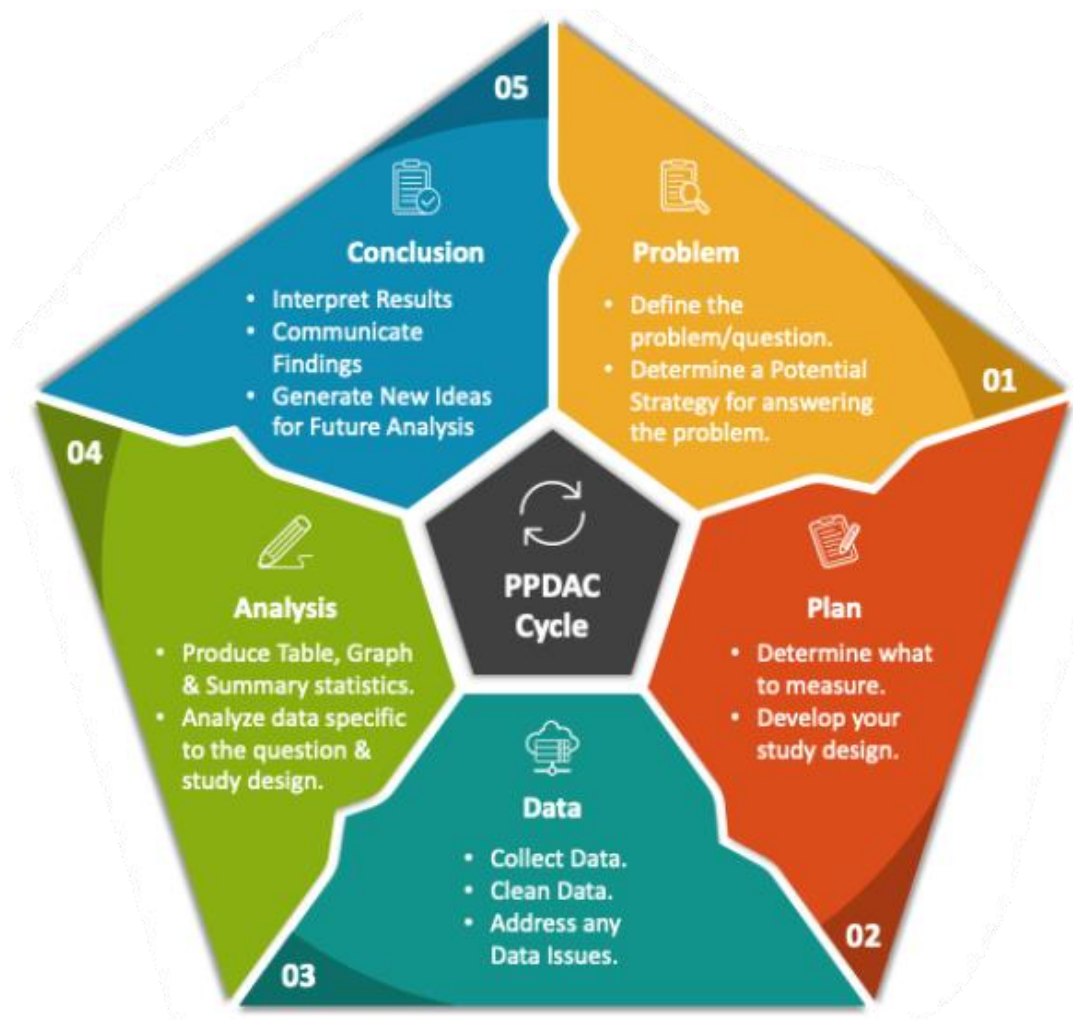 01
Problem
• Define the
problem/question.
• Determine a Potential
Strategy for answering
the problem.
02
Plan
• Determine what
to measure.
• Develop your
study design.
03
Data
• Collect Data.
• Clean Data.
• Address any
Data Issues.
04
Analysis
• Produce Table, Graph
& Summary statistics.
• Analyze data specific
to the question &
study design.
05
Conclusion
• Interpret Results
• Communicate
Findings
• Generate New Ideas
for Future Analysis
PPDAC
Cycle